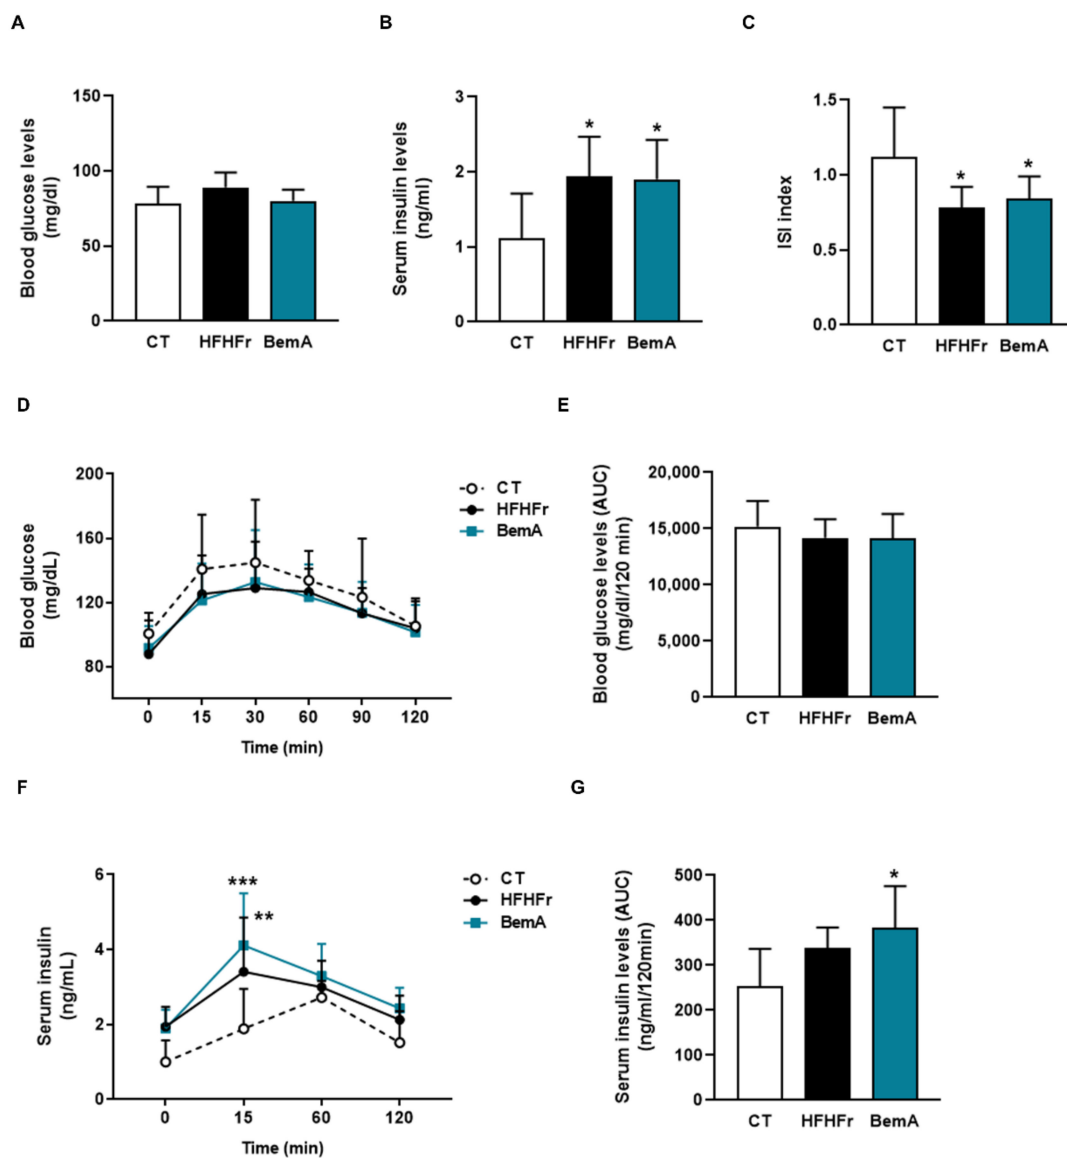 A
B
C
Blood glucose levels
(mg/dl)
150
100
50
0
CT
HFHFr
BemA
Serum insulin levels
(ng/ml)
3
2
1
0
*
*
CT
HFHFr
BemA
ISI index
1.5
1.0
0.5
0.0
*
*
CT
HFHFr
BemA
D
E
Blood glucose
(mg/dL)
200
160
120
80
0
15
30
60
90
120
Time (min)
CT
HFHFr
BemA
Blood glucose levels (AUC)
(mg/dl/120 min)
20,000
15,000
10,000
5,000
0
CT
HFHFr
BemA
F
G
Serum insulin
(ng/mL)
6
4
2
0
***
**
0
15
60
120
Time (min)
CT
HFHFr
BemA
Serum insulin levels (AUC)
(ng/ml/120min)
500
400
300
200
100
0
*
CT
HFHFr
BemA